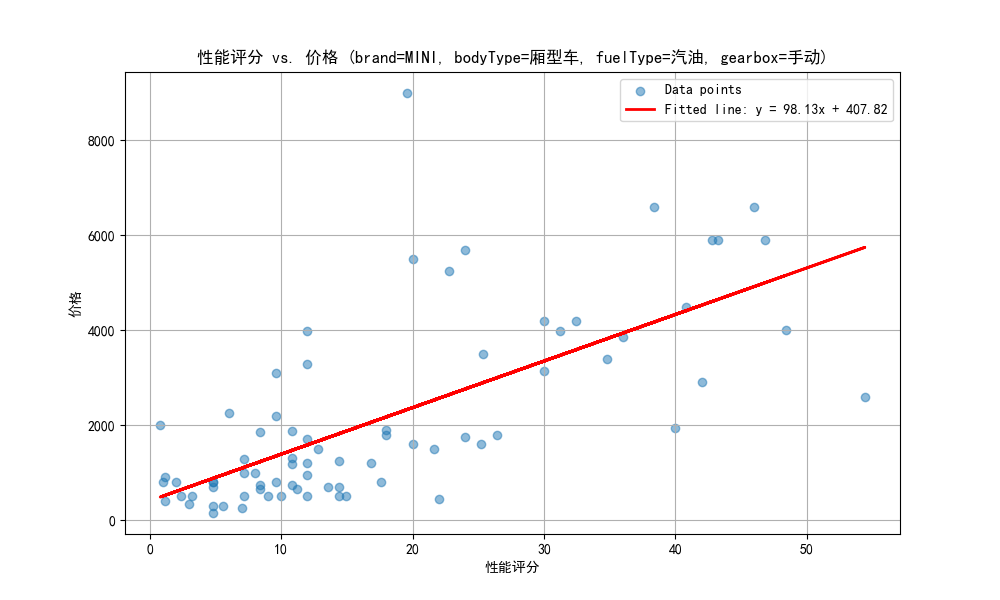 性能评分 vs. 价格 (brand=MINI, bodyType=厢型车, fuelType=汽油, gearbox=手动)
Data points
Fitted line: y = 98.13x + 407.82
价格
8000
6000
4000
2000
0
0 10 20 30 40 50
性能评分